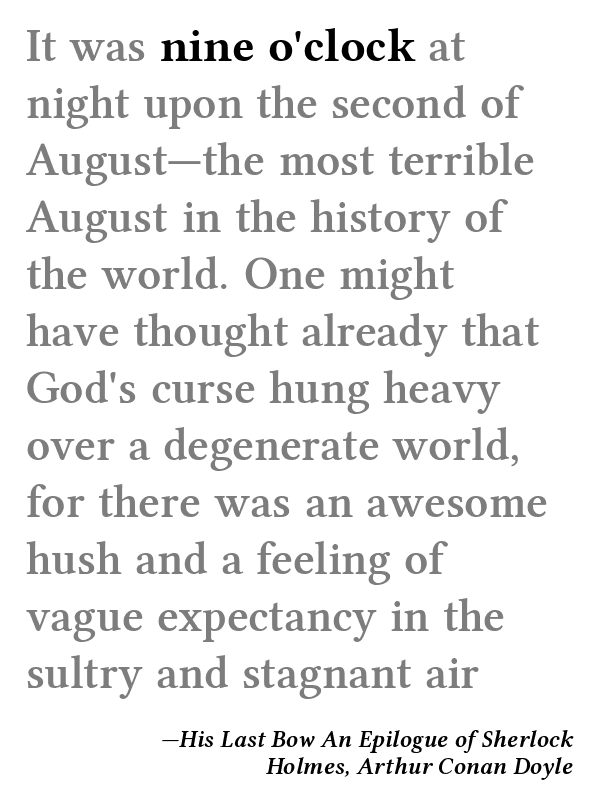 It was nine o'clock at
night upon the second of
August—the most terrible
August in the history of
the world. One might
have thought already that
God's curse hung heavy
over a degenerate world,
for there was an awesome
hush and a feeling of
vague expectancy in the
sultry and stagnant air
—His Last Bow An Epilogue of Sherlock
Holmes, Arthur Conan Doyle